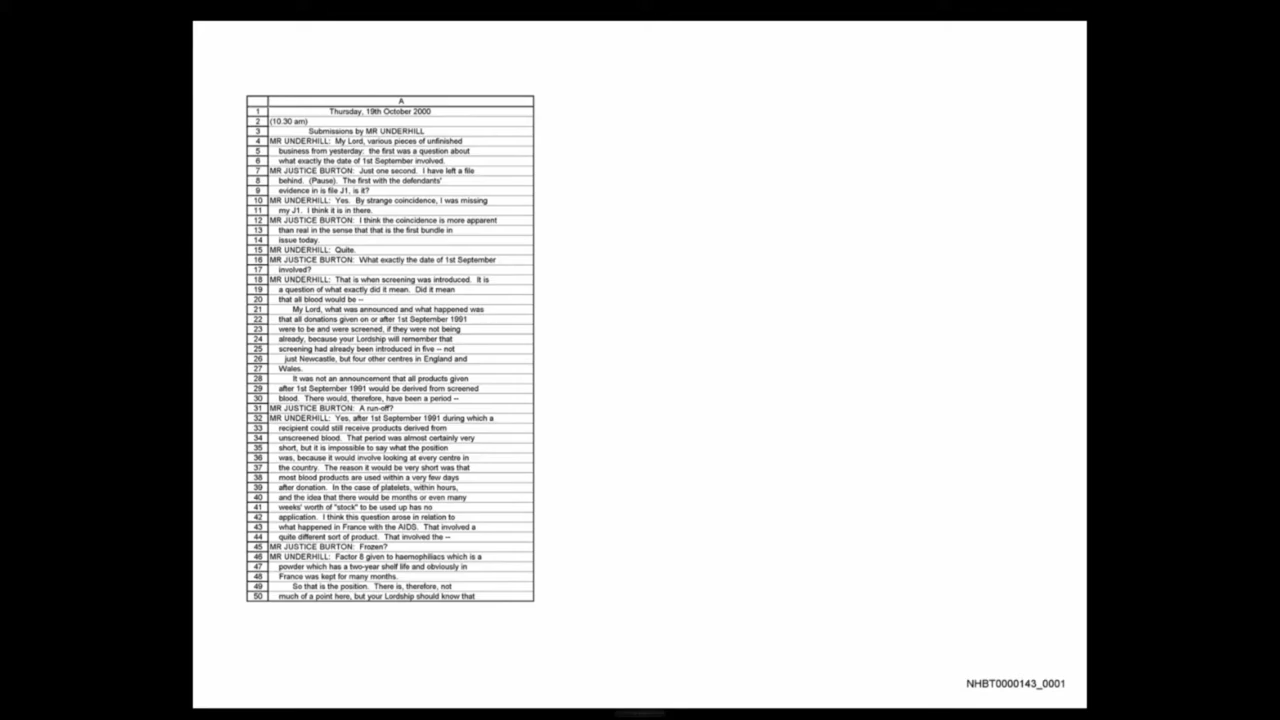 A
1 Thursday, 19th October 2000
2 (10.30 am)
3 Submissions by MR UNDERHILL
4 MR UNDERHILL: My Lord, various pieces of unfinished
5 business from yesterday: the first was a question about
6 what exactly the date of 1st September involved.
7 MR JUSTICE BURTON: Just one second. I have left a file
8 behind. (Pause). The first with the defendants'
9 evidence in is file J1, is it?
10 MR UNDERHILL: Yes. By strange coincidence, I was missing
11 my J1. I think it is in there.
12 MR JUSTICE BURTON: I think the coincidence is more apparent
13 than real in the sense that that is the first bundle in
14 issue today.
15 MR UNDERHILL: Quite.
16 MR JUSTICE BURTON: What exactly the date of 1st September
17 involved?
18 MR UNDERHILL: That is when screening was introduced. It is
19 a question of what exactly did it mean. Did it mean
20 that all blood would be --
21 My Lord, what was announced and what happened was
22 that all donations given on or after 1st September 1991
23 were to be and were screened, if they were not being
24 already, because your Lordship will remember that
25 screening had already been introduced in five -- not
26 just Newcastle, but four other centres in England and
27 Wales.
28 It was not an announcement that all products given
29 after 1st September 1991 would be derived from screened
30 blood. There would, therefore, have been a period --
31 MR JUSTICE BURTON: A run-off?
32 MR UNDERHILL: Yes, after 1st September 1991 during which a
33 recipient could still receive products derived from
34 unscreened blood. That period was almost certainly very
35 short, but it is impossible to say what the position
36 was, because it would involve looking at every centre in
37 the country. The reason it would be very short was that
38 most blood products are used within a very few days
39 after donation. In the case of platelets, within hours,
40 and the idea that there would be months or even many
41 weeks' worth of "stock" to be used up has no
42 application. I think this question arose in relation to
43 what happened in France with the AIDS. That involved a
44 quite different sort of product. That involved the --
45 MR JUSTICE BURTON: Frozen?
46 MR UNDERHILL: Factor 8 given to haemophiliacs which is a
47 powder which has a two-year shelf life and obviously in
48 France was kept for many months.
49 So that is the position. There is, therefore, not
50 much of a point here, but your Lordship should know that
NHBT0000143_0001